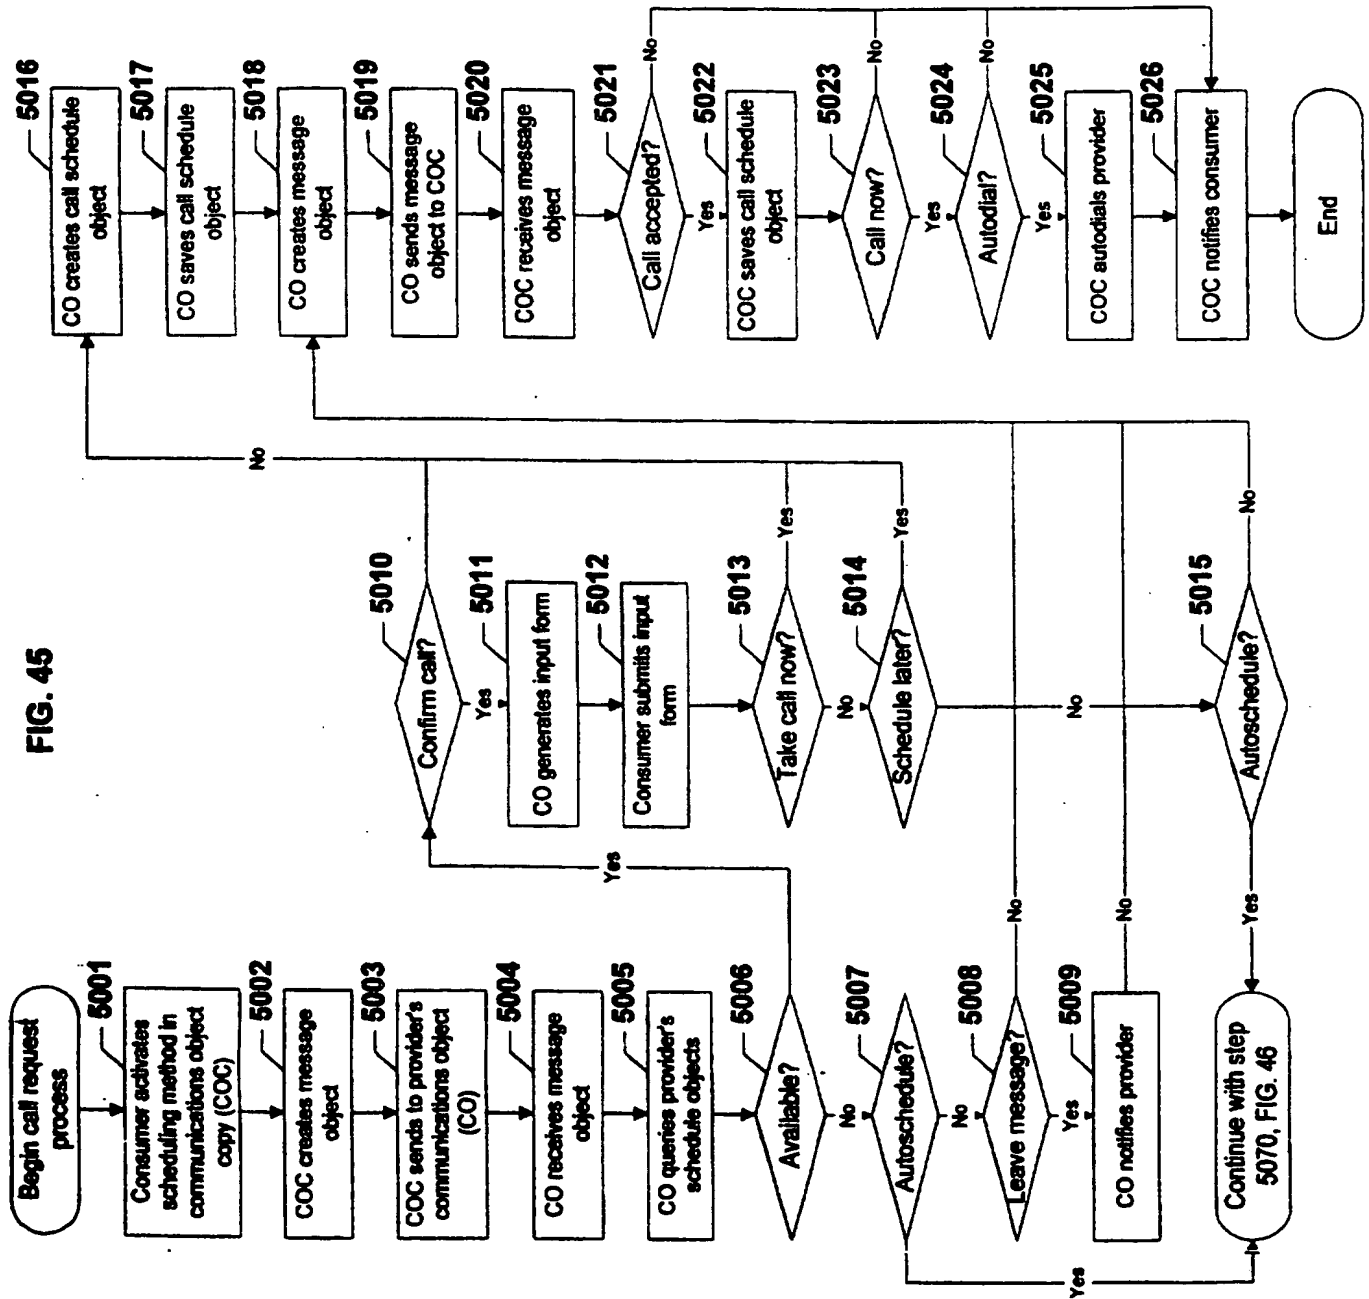 FIG. 45
Begin call request
process
5001
Consumer activates
scheduling method in
communications object
copy (COC)
5002
COC creates message
object
5003
COC sends to provider's
communications object
(CO)
5004
CO receives message
object
5005
CO queries provider's
schedule objects
5006
Available?
Yes
No
5007
Autoschedule?
Yes
No
5008
Leave message?
No
Yes
5009
CO notifies provider
No
Continue with step
5070, FIG. 46
5010
Confirm call?
No
Yes
5011
CO generates input form
5012
Consumer submits input
form
5013
Take call now?
Yes
No
5014
Schedule later?
Yes
No
5015
Autoschedule?
No
Yes
5016
CO creates call schedule
object
5017
CO saves call schedule
object
5018
CO creates message
object
5019
CO sends message
object to COC
5020
COC receives message
object
5021
Call accepted?
No
Yes
5022
COC saves call schedule
object
5023
Call now?
No
Yes
5024
Autodial?
No
Yes
5025
COC autodials provider
5026
COC notifies consumer
End